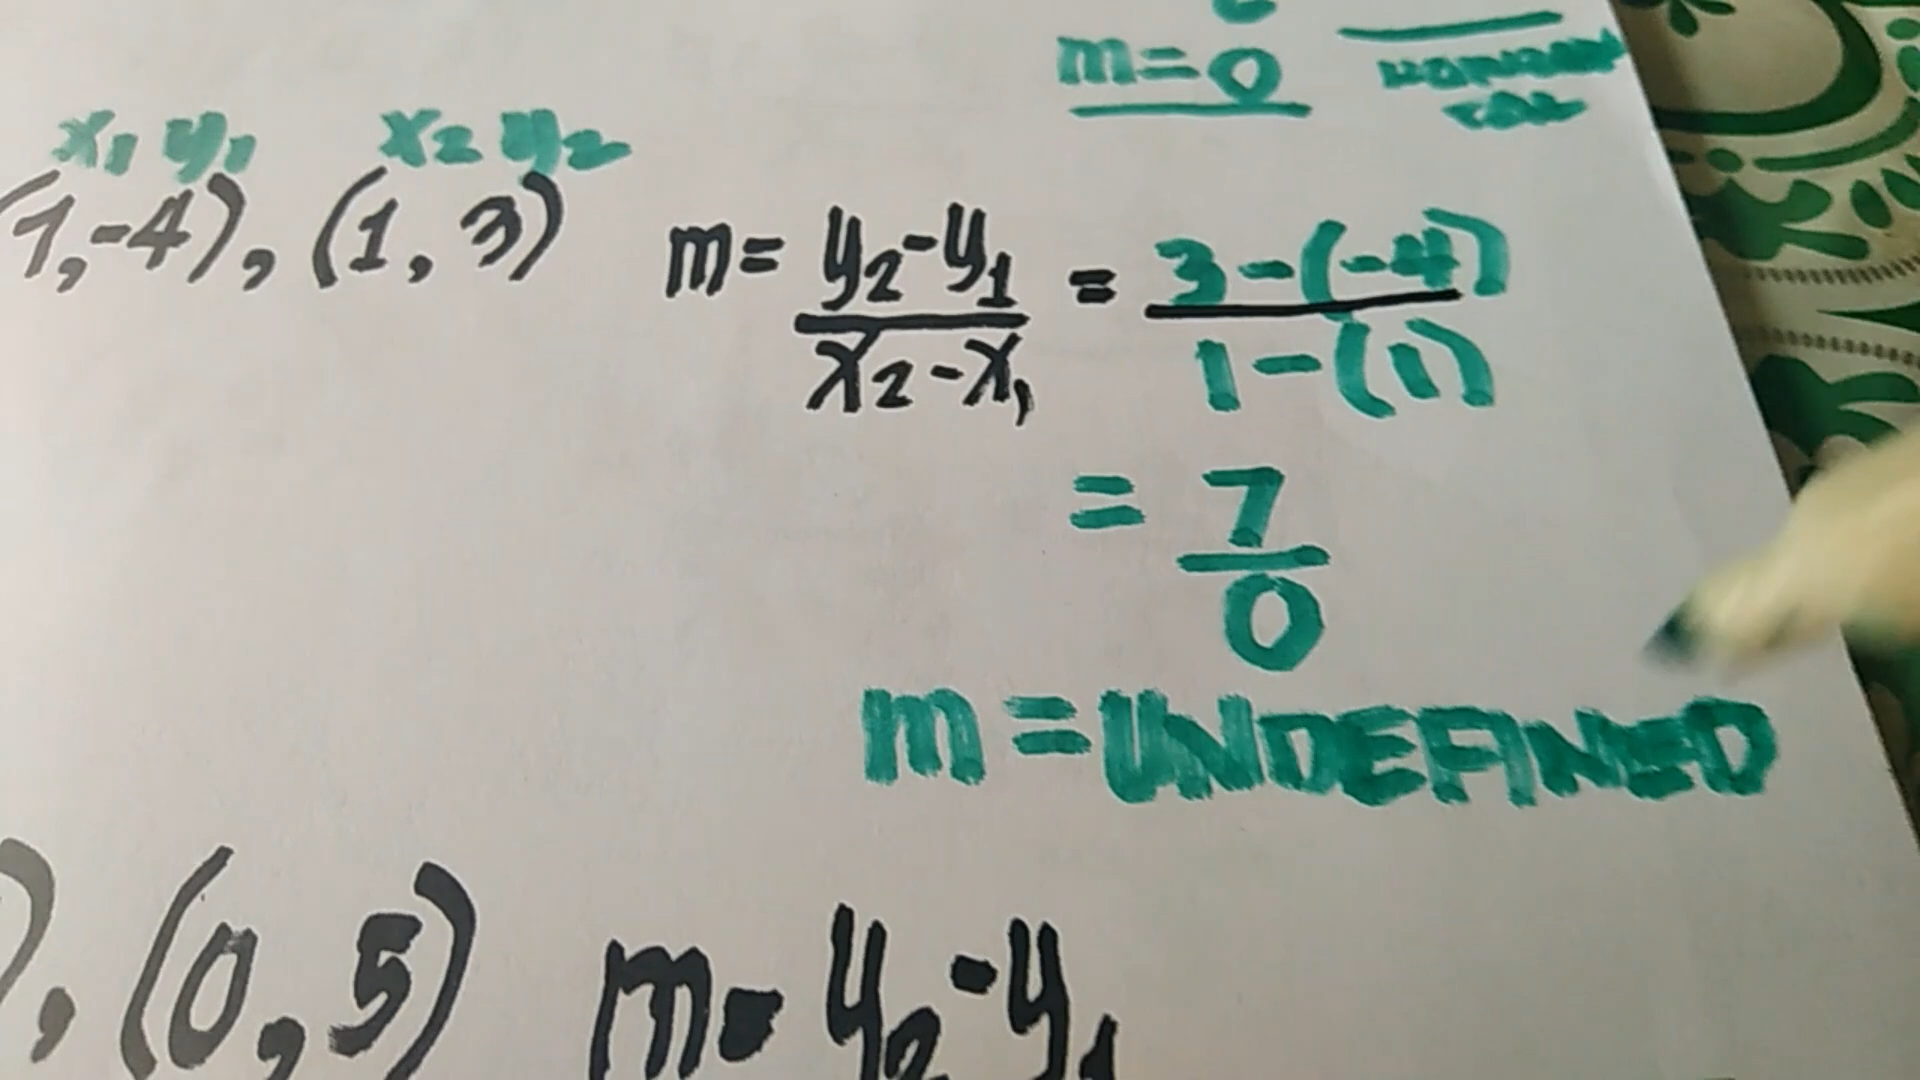 m=0
x1 y1 x2 y2
(1,-4), (1, 3) m= y2-y1 = 3-(-4)
x2-x1 1-(1)
= 7
0
m = UNDEFINED
), (0,5) m= y2-y1